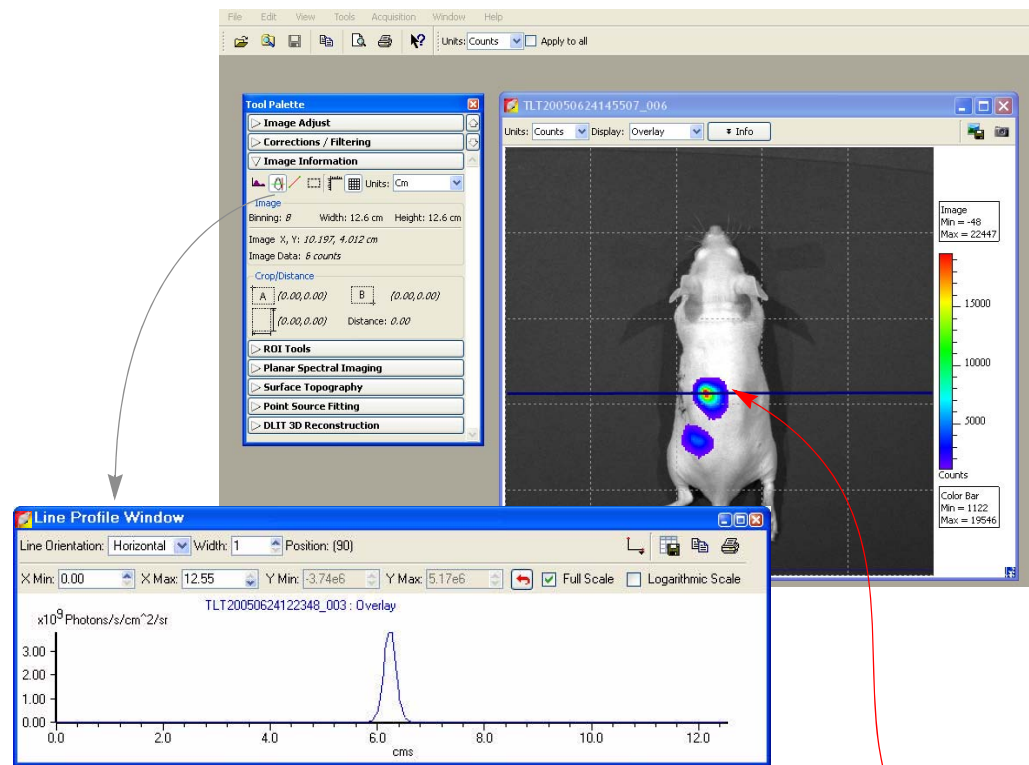 File Edit View Tools Acquisition Window Help
Units: Counts Apply to all
Tool Palette
Image Adjust
Corrections / Filtering
Image Information
Units: Cm
Image
Binning: 8 Width: 12.6 cm Height: 12.6 cm
Image X, Y: 10.197, 4.012 cm
Image Data: 6 counts
Crop/Distance
A (0.00,0.00) B (0.00,0.00)
(0.00,0.00) Distance: 0.00
ROI Tools
Planar Spectral Imaging
Surface Topography
Point Source Fitting
DLIT 3D Reconstruction
TLT20050624145507_006
Units: Counts Display: Overlay Info
Image
Min = -48
Max = 22447
15000
10000
5000
Counts
Color Bar
Min = 1122
Max = 19546
Line Profile Window
Line Orientation: Horizontal Width: 1 Position: (90)
X Min: 0.00 X Max: 12.55 Y Min: -3.74e6 Y Max: 5.17e6 Full Scale Logarithmic Scale
TLT20050624122348_003 : Overlay
x10^9 Photons/s/cm^2/sr
3.00
2.00
1.00
0.00
0.0 2.0 4.0 6.0 8.0 10.0 12.0
cms